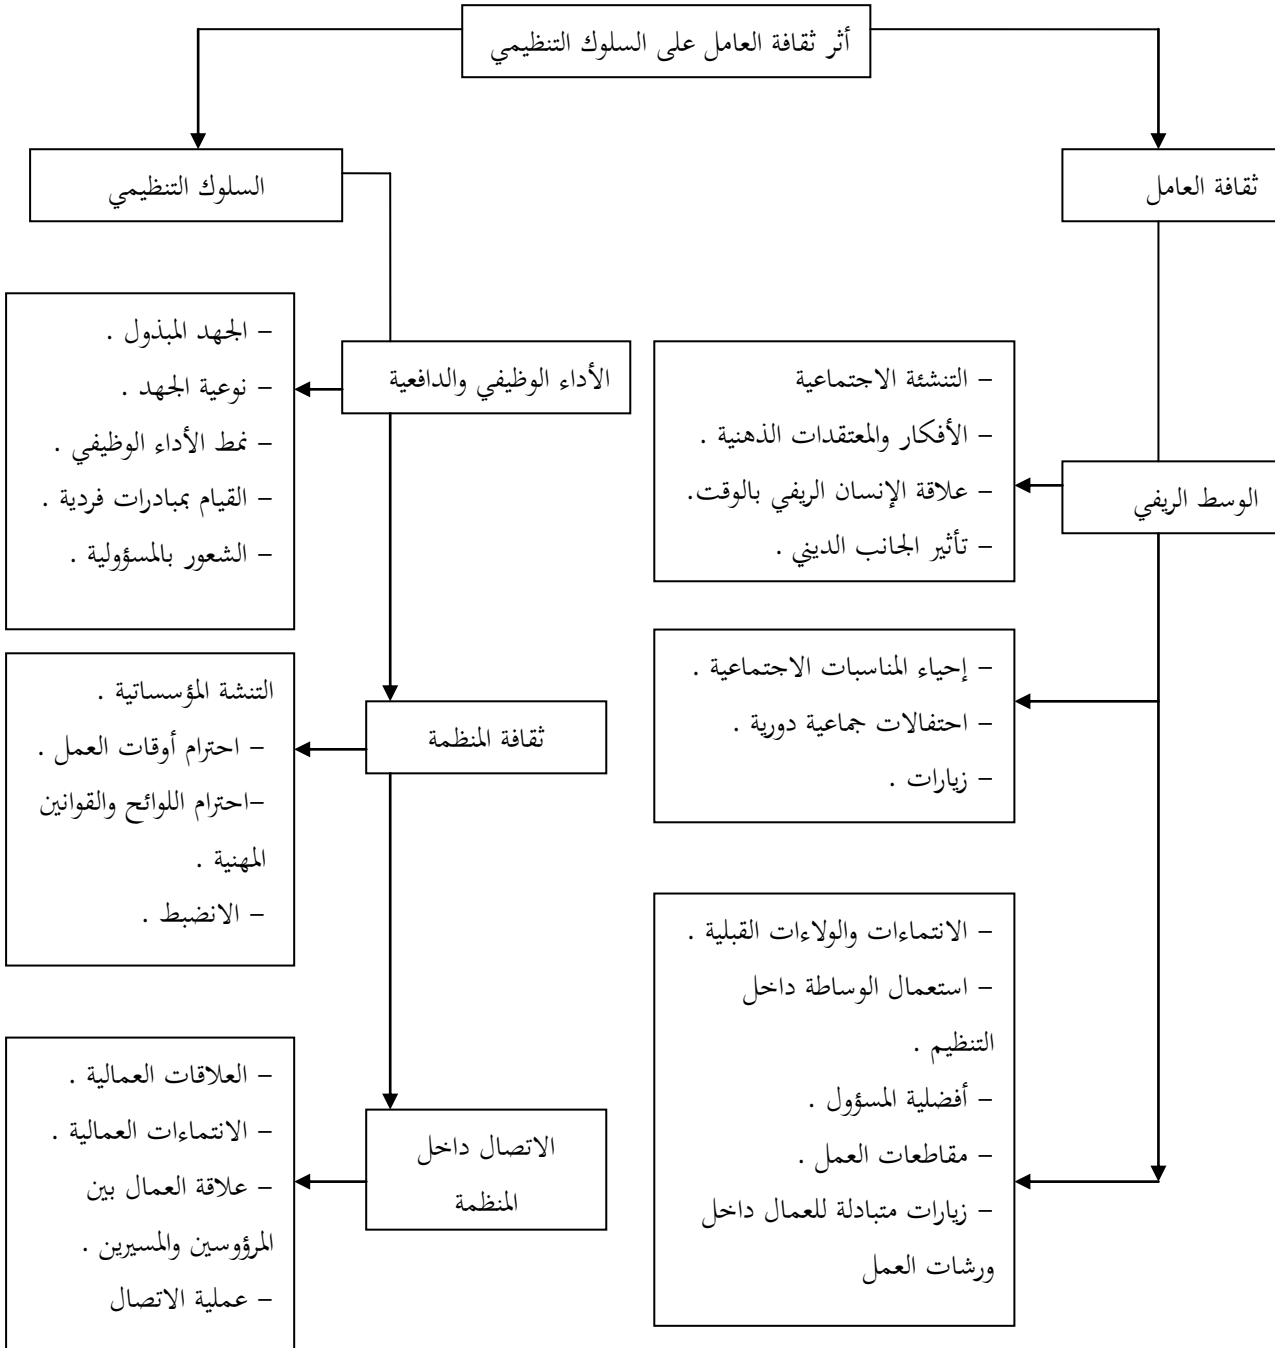 أثر ثقافة العامل على السلوك التنظيمي
ثقافة العامل
السلوك التنظيمي
الوسط الريفي
– التنشئة الاجتماعية
– الأفكار والمعتقدات الذهنية .
– علاقة الإنسان الريفي بالوقت.
– تأثير الجانب الديني .
– إحياء المناسبات الاجتماعية .
– احتفالات جماعية دورية .
– زيارات .
– الانتماءات والولاءات القبلية .
– استعمال الوساطة داخل
التنظيم .
– أفضلية المسؤول .
– مقاطعات العمل .
– زيارات متبادلة للعمال داخل
ورشات العمل
الأداء الوظيفي والدافعية
– الجهد المبذول .
– نوعية الجهد .
– نمط الأداء الوظيفي .
– القيام بمبادرات فردية .
– الشعور بالمسؤولية .
ثقافة المنظمة
التنشة المؤسساتية .
– احترام أوقات العمل .
–احترام اللوائح والقوانين
المهنية .
– الانضبط .
الاتصال داخل
المنظمة
– العلاقات العمالية .
– الانتماءات العمالية .
– علاقة العمال بين
المرؤوسين والمسيرين .
– عملية الاتصال